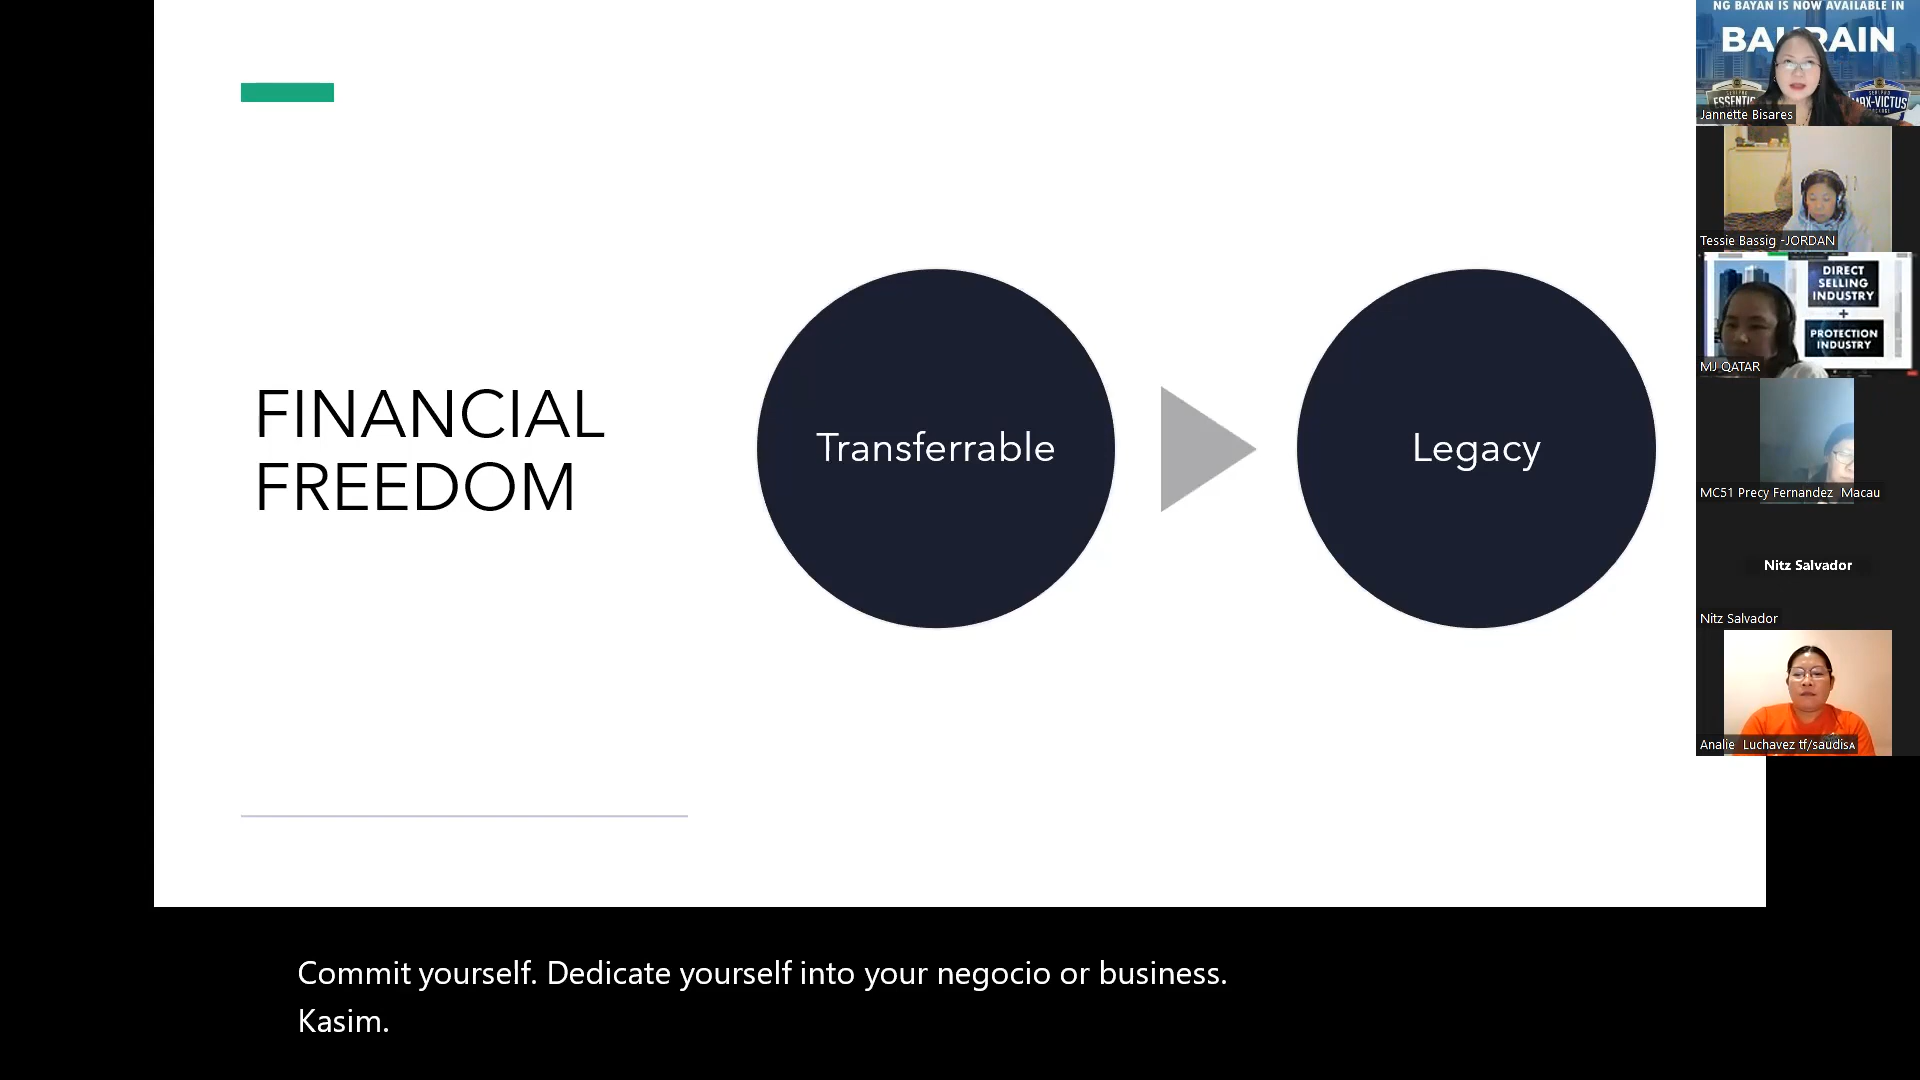 FINANCIAL
FREEDOM
Transferrable
Legacy
NG BAYAN IS NOW AVAILABLE IN
Jannette Bisares
Tessie Bassig -JORDAN
DIRECT
SELLING
INDUSTRY
+
PROTECTION
INDUSTRY
MJ QATAR
MC51 Precy Fernandez Macau
Nitz Salvador
Nitz Salvador
Analie Luchavez tf/saudisA
Commit yourself. Dedicate yourself into your negocio or business.
Kasim.